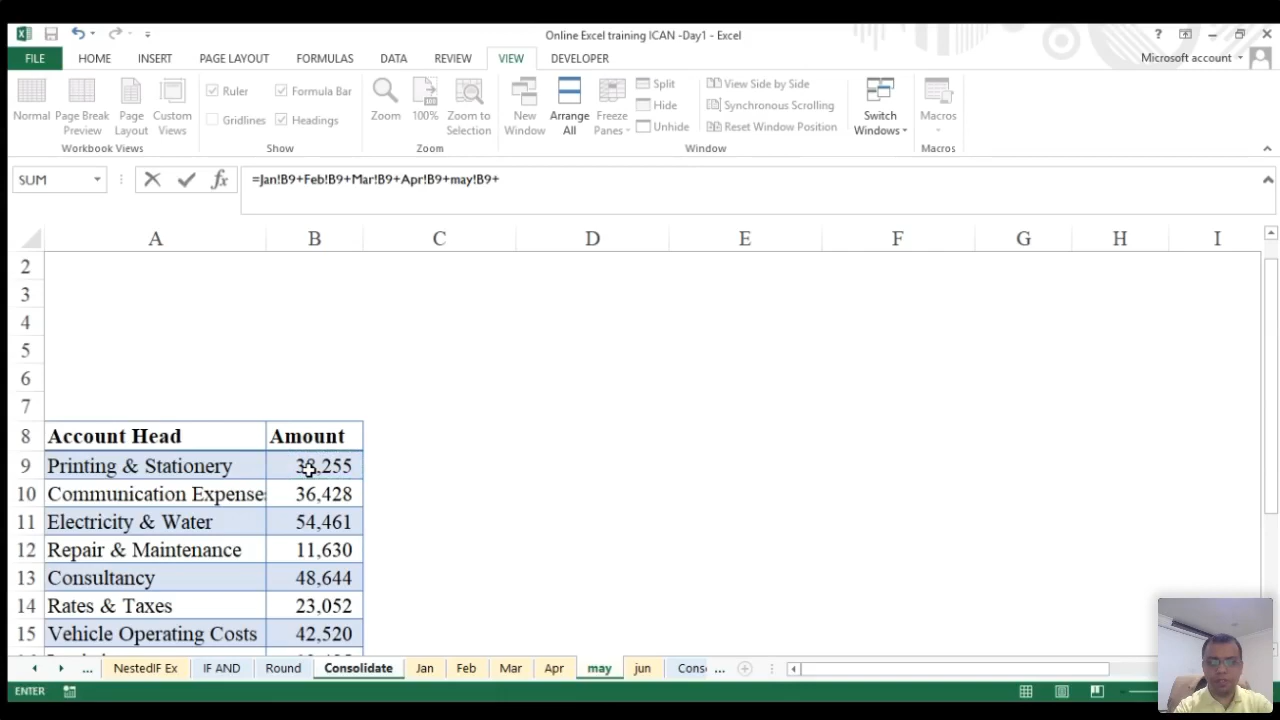 Online Excel training ICAN -Day1 - Excel
?
FILE HOME INSERT PAGE LAYOUT FORMULAS DATA REVIEW VIEW DEVELOPER Microsoft account
Normal Page Break Preview Page Layout Custom Views
Workbook Views
Ruler Formula Bar
Gridlines Headings
Show
Zoom 100% Zoom to Selection
Zoom
New Window Arrange All Freeze Panes
Split
Hide
Unhide
View Side by Side
Synchronous Scrolling
Reset Window Position
Switch Windows
Window
Macros
Macros
SUM fx =Jan!B9+Feb!B9+Mar!B9+Apr!B9+may!B9+
A B C D E F G H I
2
3
4
5
6
7
8 Account Head Amount
9 Printing & Stationery 38,255
10 Communication Expense
11 Electricity & Water 54,461
12 Repair & Maintenance 11,630
13 Consultancy 48,644
14 Rates & Taxes 23,052
15 Vehicle Operating Costs 42,520
... NestedIF Ex IF AND Round Consolidate Jan Feb Mar Apr may jun Cons ...
ENTER